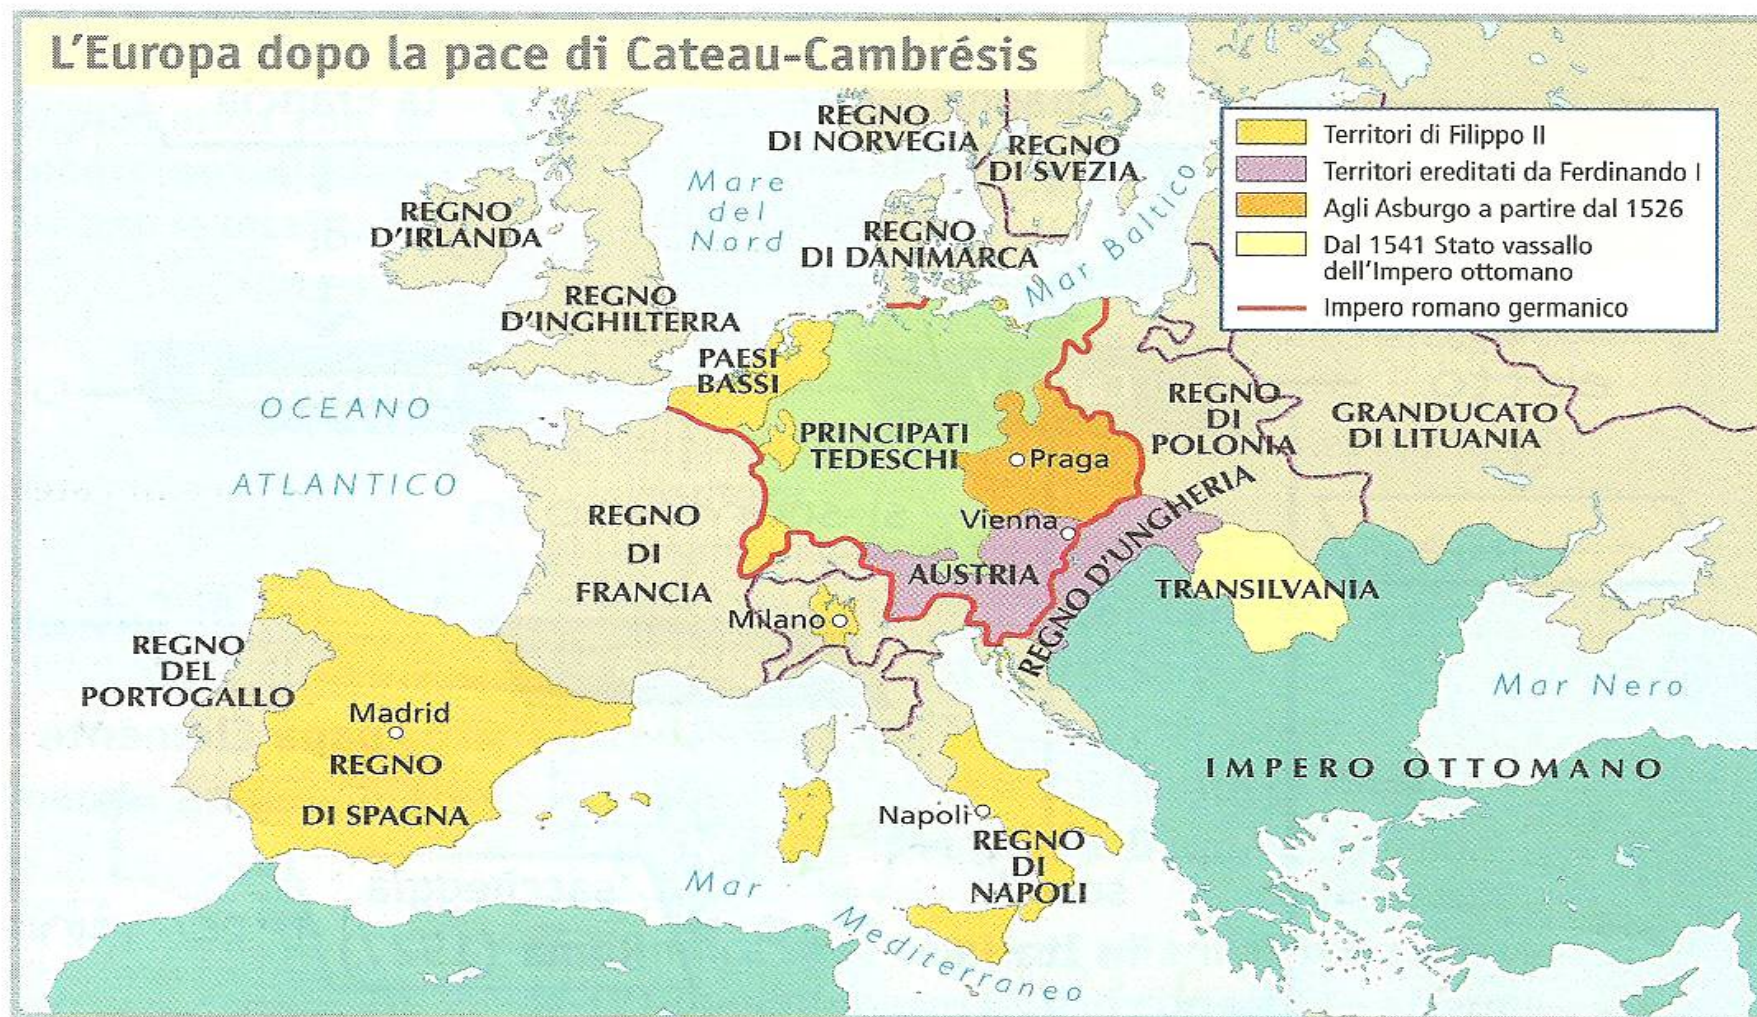 L'Europa dopo la pace di Cateau-Cambrésis
Territori di Filippo II
Territori ereditati da Ferdinando I
Agli Asburgo a partire dal 1526
Dal 1541 Stato vassallo
dell'Impero ottomano
Impero romano germanico
REGNO
DI NORVEGIA
REGNO
DI SVEZIA
Mare
del
Nord
REGNO
D'IRLANDA
REGNO
DI DANIMARCA
Mar Baltico
REGNO
D'INGHILTERRA
PAESI
BASSI
OCEANO
ATLANTICO
PRINCIPATI
TEDESCHI
Praga
REGNO
DI
POLONIA
GRANDUCATO
DI LITUANIA
REGNO
DI
FRANCIA
Vienna
AUSTRIA
REGNO D'UNGHERIA
TRANSILVANIA
Milano
REGNO
DEL
PORTOGALLO
Madrid
REGNO
DI SPAGNA
Mar Nero
IMPERO OTTOMANO
Napoli
REGNO
DI
NAPOLI
Mar
Mediterraneo